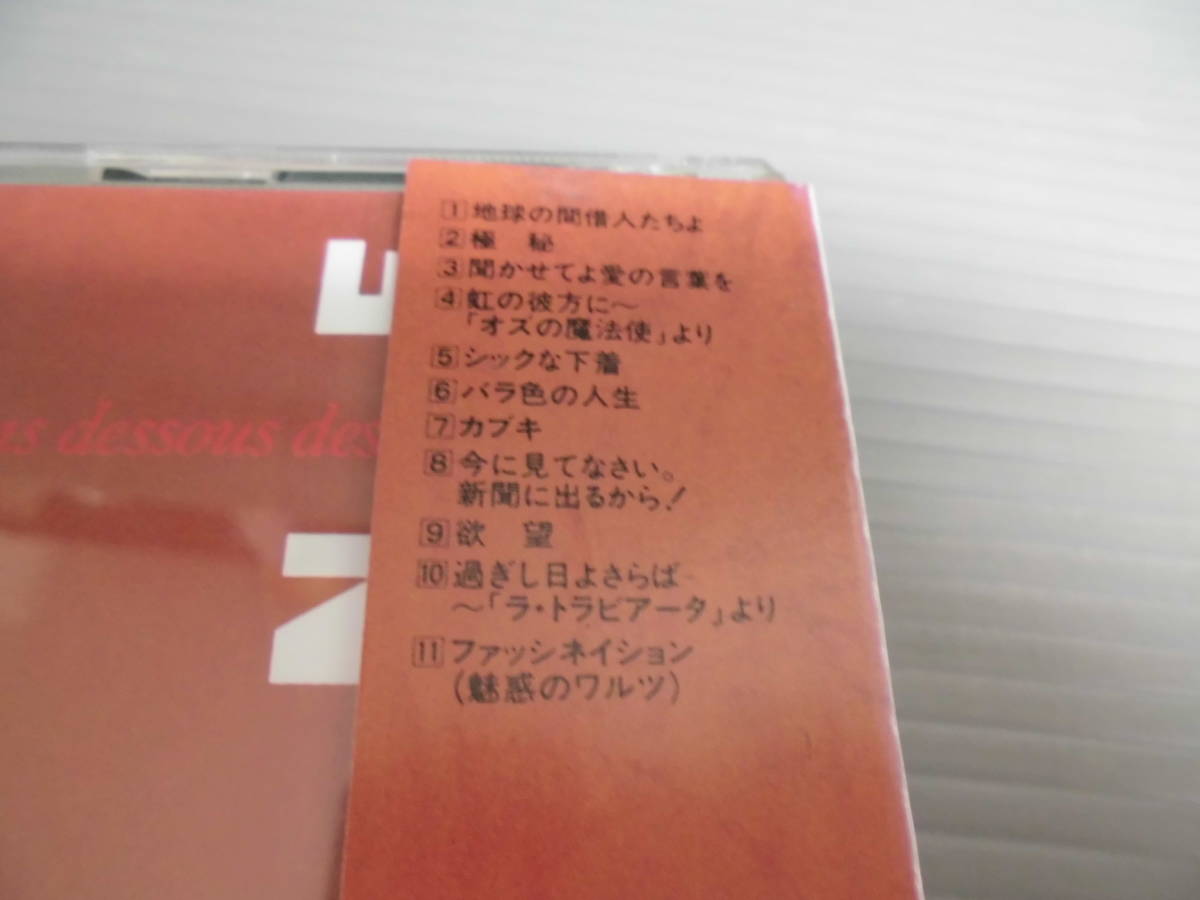 1 地球の間借人たちよ
2 極 秘
3 聞かせてよ愛の言葉を
4 虹の彼方に〜
「オズの魔法使」より
5 シックな下着
6 バラ色の人生
7 カブキ
8 今に見てなさい。
新聞に出るから！
9 欲 望
10 過ぎし日よさらば
〜「ラ・トラビアータ」より
11 ファッシネイション
(魅惑のワルツ)
us dessous des